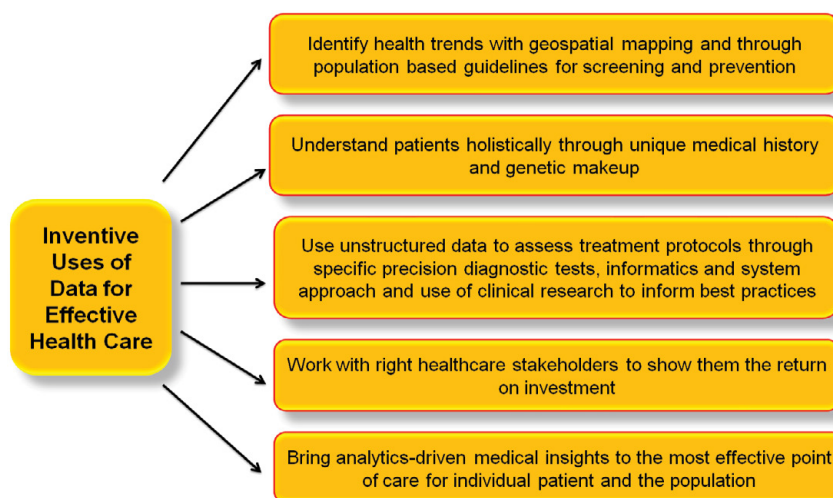 Identify health trends with geospatial mapping and through
population based guidelines for screening and prevention
Understand patients holistically through unique medical history
and genetic makeup
Inventive
Uses of
Data for
Effective
Health Care
Use unstructured data to assess treatment protocols through
specific precision diagnostic tests, informatics and system
approach and use of clinical research to inform best practices
Work with right healthcare stakeholders to show them the return
on investment
Bring analytics-driven medical insights to the most effective point
of care for individual patient and the population